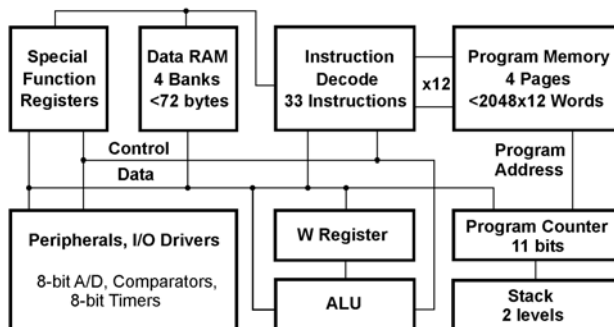 Special
Function
Registers
Data RAM
4 Banks
<72 bytes
Instruction
Decode
33 Instructions
x12
Program Memory
4 Pages
<2048x12 Words
Control
Data
Program
Address
Peripherals, I/O Drivers
8-bit A/D, Comparators,
8-bit Timers
W Register
ALU
Program Counter
11 bits
Stack
2 levels